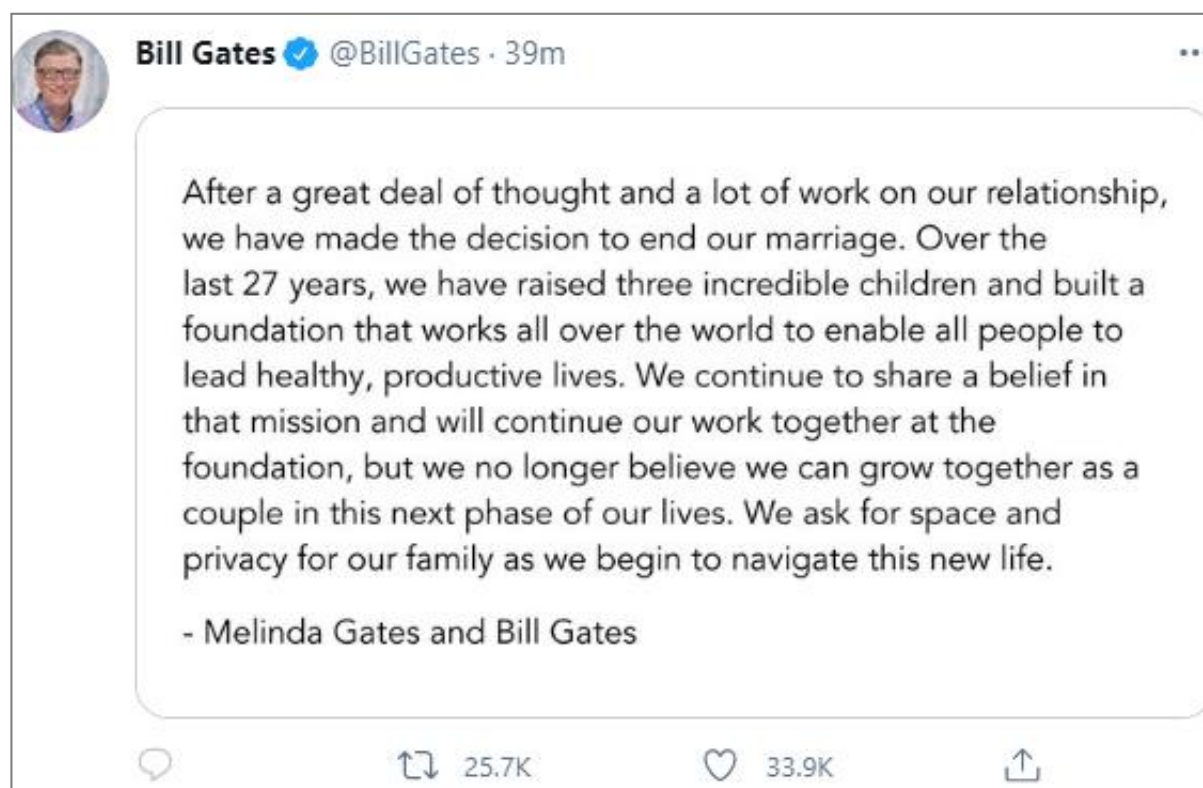 Bill Gates @BillGates · 39m
After a great deal of thought and a lot of work on our relationship,
we have made the decision to end our marriage. Over the
last 27 years, we have raised three incredible children and built a
foundation that works all over the world to enable all people to
lead healthy, productive lives. We continue to share a belief in
that mission and will continue our work together at the
foundation, but we no longer believe we can grow together as a
couple in this next phase of our lives. We ask for space and
privacy for our family as we begin to navigate this new life.
- Melinda Gates and Bill Gates
25.7K 33.9K